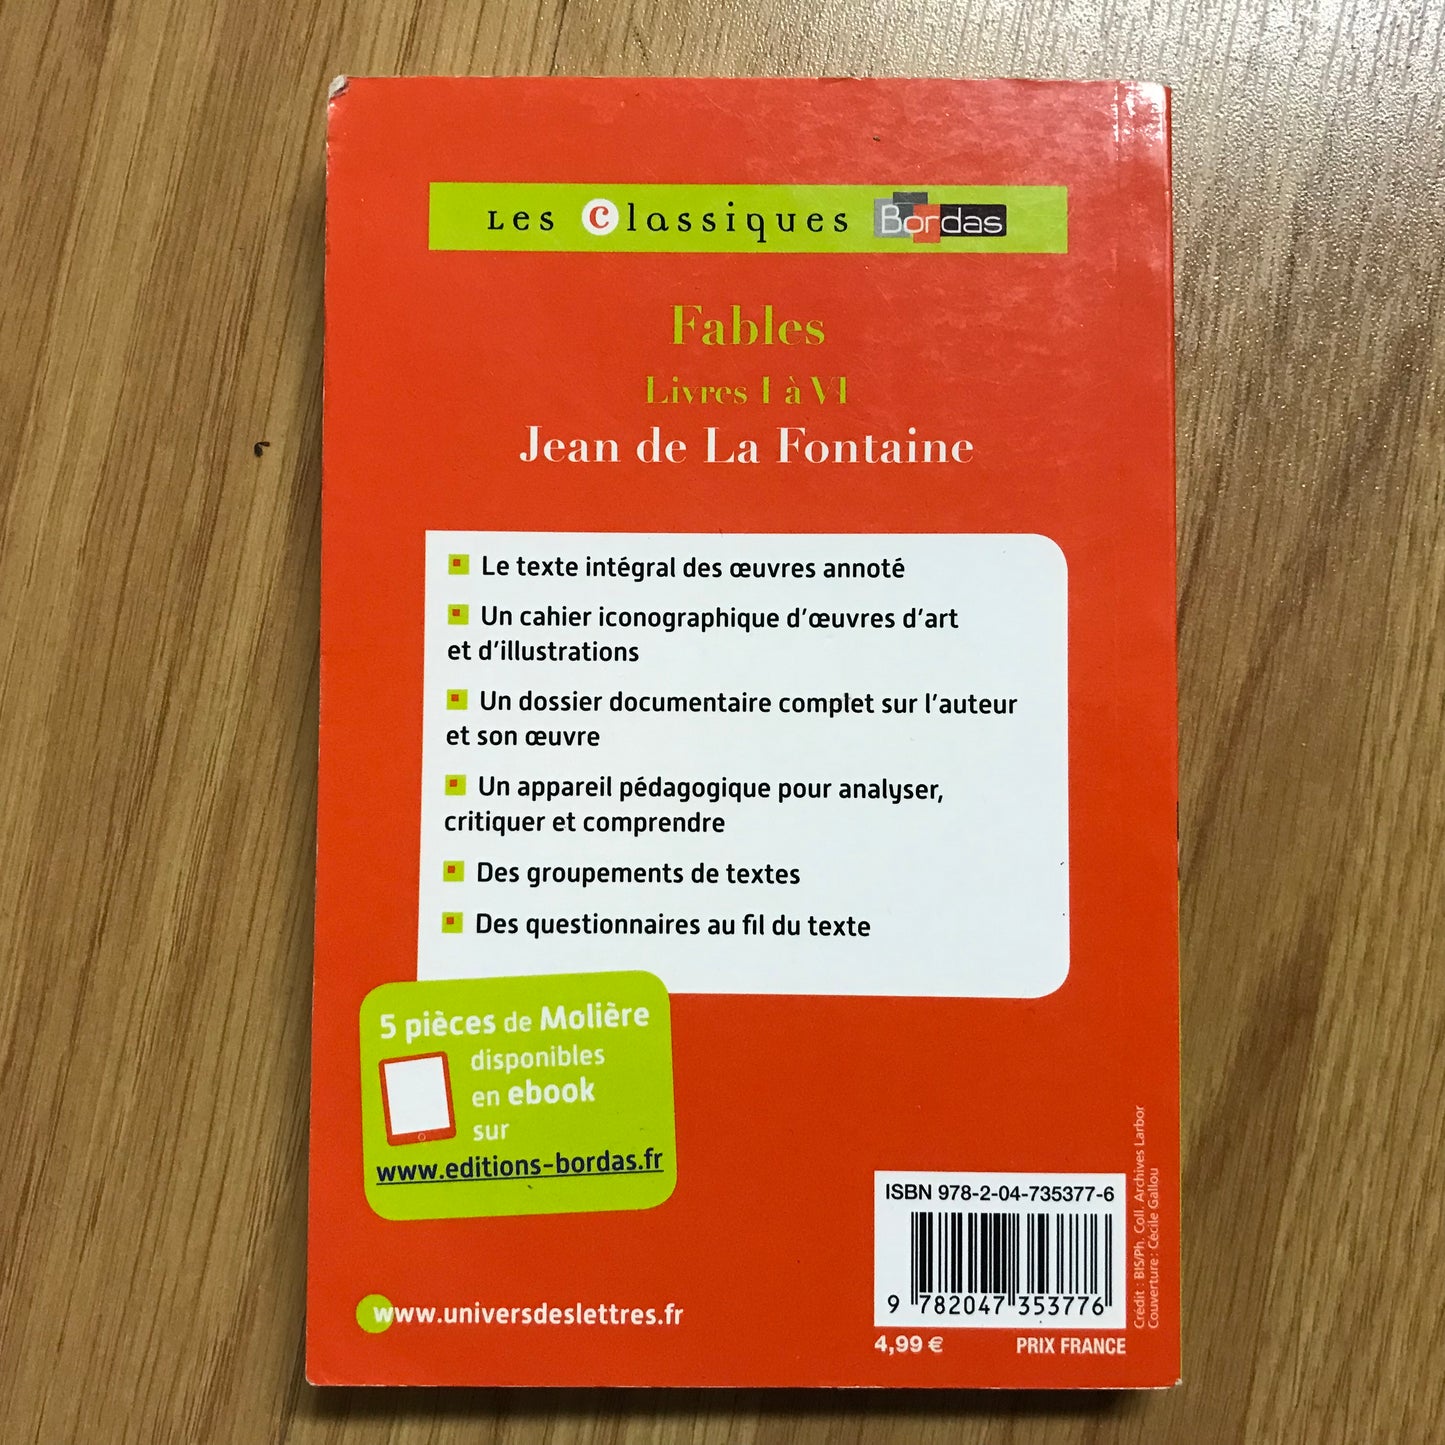 Les Classiques Bordas
Fables
Livres I à VI
Jean de La Fontaine
Le texte intégral des œuvres annoté
Un cahier iconographique d'œuvres d'art
et d'illustrations
Un dossier documentaire complet sur l'auteur
et son œuvre
Un appareil pédagogique pour analyser,
critiquer et comprendre
Des groupements de textes
Des questionnaires au fil du texte
5 pièces de Molière
disponibles
en ebook
sur
www.editions-bordas.fr
www.universdeslettres.fr
ISBN 978-2-04-735377-6
9 782047 353776
4,99 € PRIX FRANCE
Crédit : BIS/Ph. Coll. Archives Larbor
Couverture : Cécile Gallou